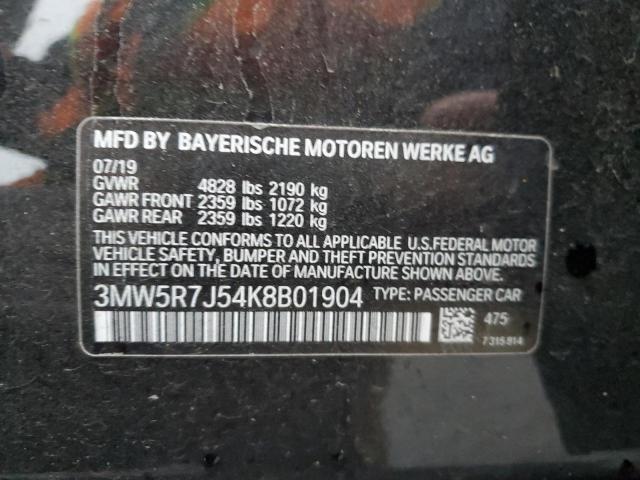 MFD BY BAYERISCHE MOTOREN WERKE AG
07/19
GVWR 4828 lbs 2190 kg
GAWR FRONT 2359 lbs 1072 kg
GAWR REAR 2359 lbs 1220 kg
THIS VEHICLE CONFORMS TO ALL APPLICABLE U.S.FEDERAL MOTOR
VEHICLE SAFETY, BUMPER AND THEFT PREVENTION STANDARDS
IN EFFECT ON THE DATE OF MANUFACTURE SHOWN ABOVE.
3MW5R7J54K8B01904 TYPE: PASSENGER CAR
475
7315814